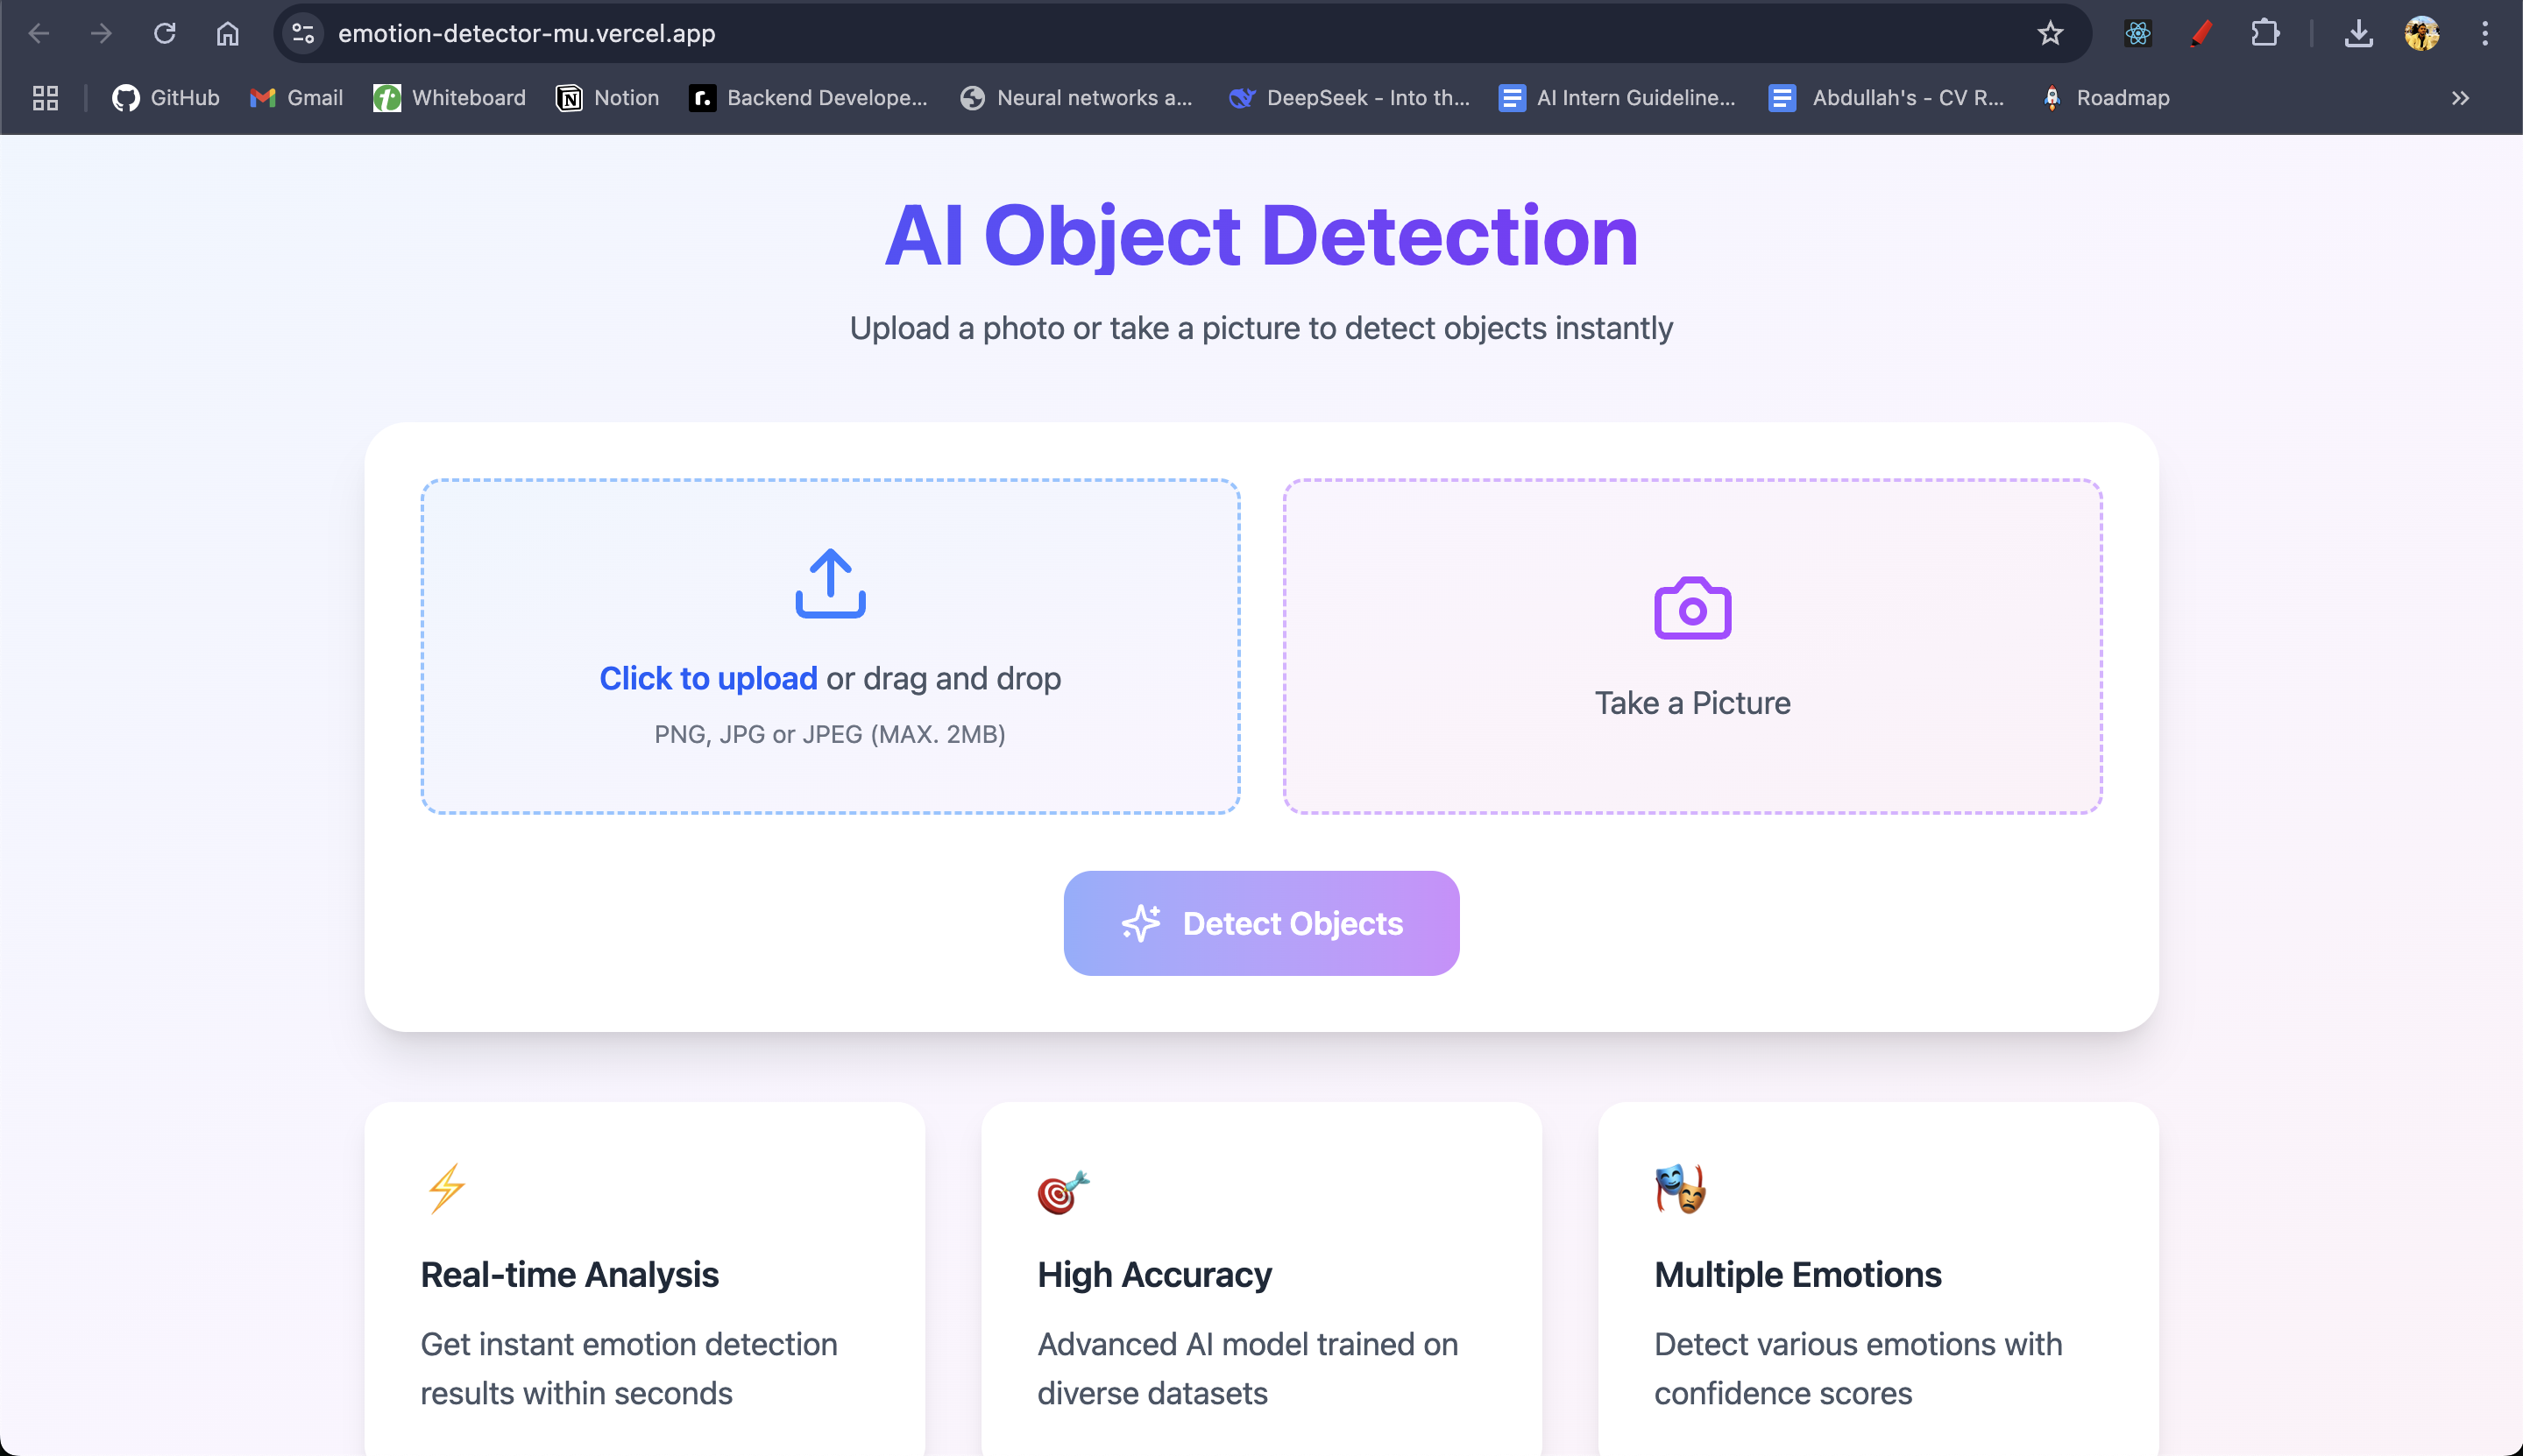 emotion-detector-mu.vercel.app
GitHub Gmail Whiteboard Notion Backend Develope... Neural networks a... DeepSeek - Into th... AI Intern Guideline... Abdullah's - CV R... Roadmap
AI Object Detection
Upload a photo or take a picture to detect objects instantly
Click to upload or drag and drop
PNG, JPG or JPEG (MAX. 2MB)
Take a Picture
Detect Objects
Real-time Analysis
Get instant emotion detection
results within seconds
High Accuracy
Advanced AI model trained on
diverse datasets
Multiple Emotions
Detect various emotions with
confidence scores